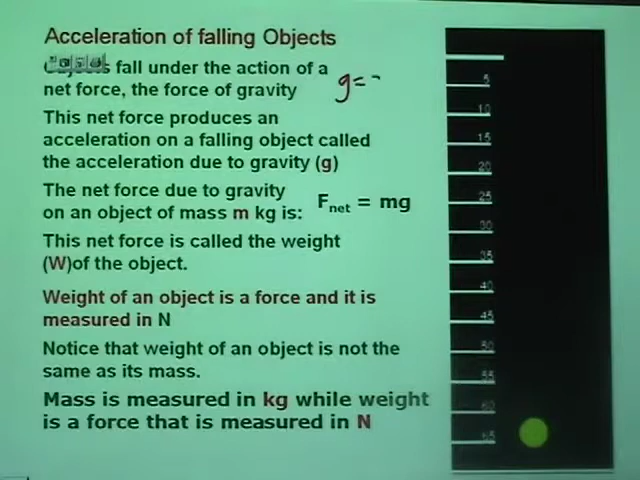 Acceleration of falling Objects
Objects fall under the action of a
net force, the force of gravity
g=
This net force produces an
acceleration on a falling object called
the acceleration due to gravity (g)
The net force due to gravity
on an object of mass m kg is:
Fnet = mg
This net force is called the weight
(W)of the object.
Weight of an object is a force and it is
measured in N
Notice that weight of an object is not the
same as its mass.
Mass is measured in kg while weight
is a force that is measured in N
5
10
15
20
25
30
35
40
45
50
55
60
65